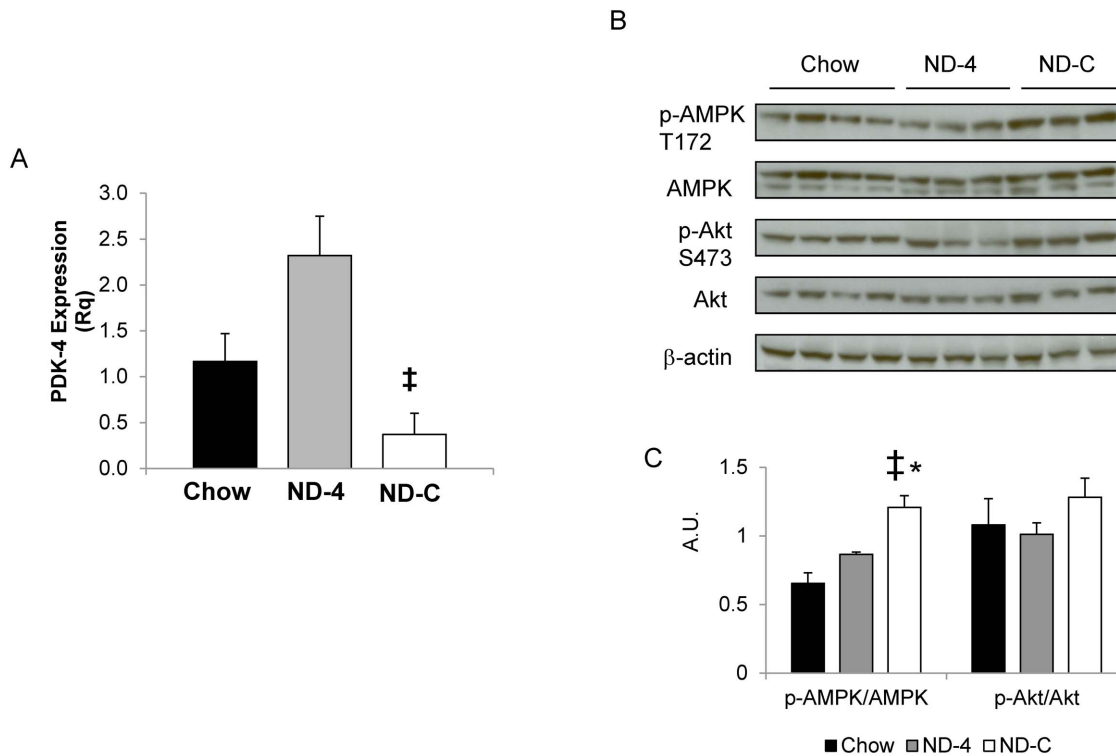 A
PDK-4 Expression
(Rq)
3.0
2.5
2.0
1.5
1.0
0.5
0.0
‡
Chow ND-4 ND-C
B
Chow ND-4 ND-C
p-AMPK
T172
AMPK
p-Akt
S473
Akt
β-actin
C
A.U.
1.5
1
0.5
0
‡*
p-AMPK/AMPK p-Akt/Akt
Chow ND-4 ND-C